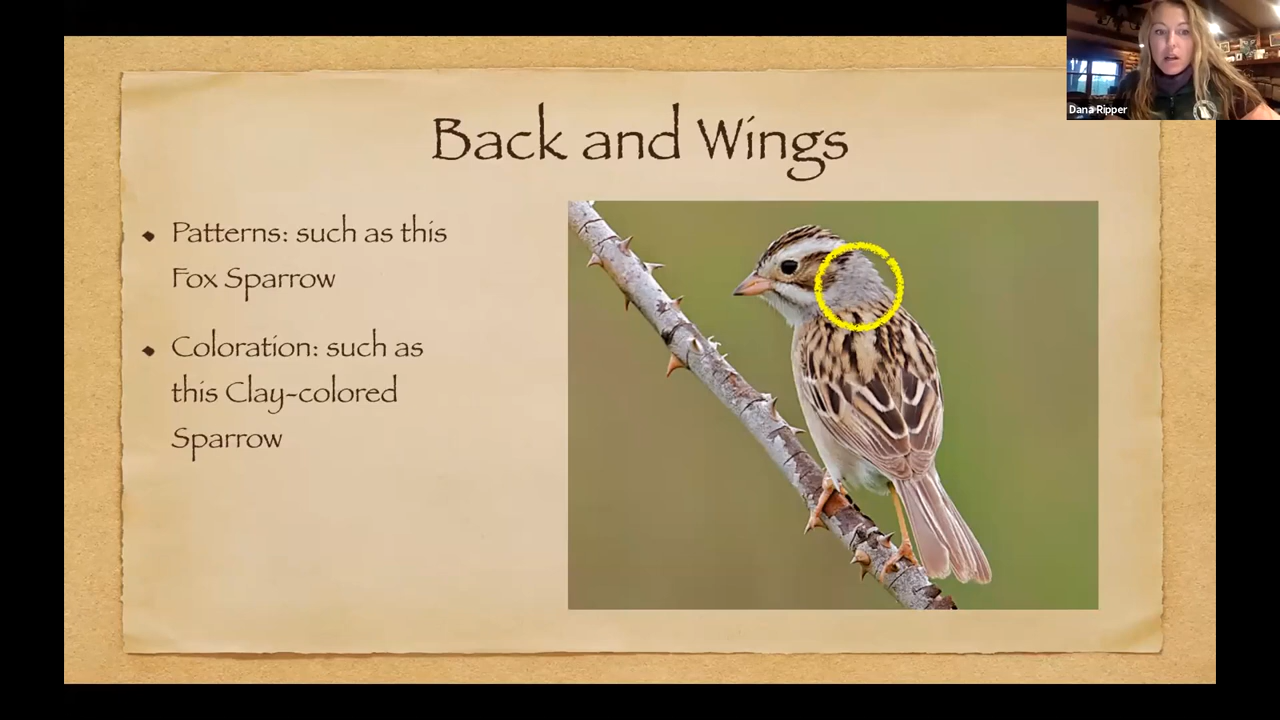 Dana Ripper
Back and Wings
Patterns: such as this
Fox Sparrow
Coloration: such as
this Clay-colored
Sparrow